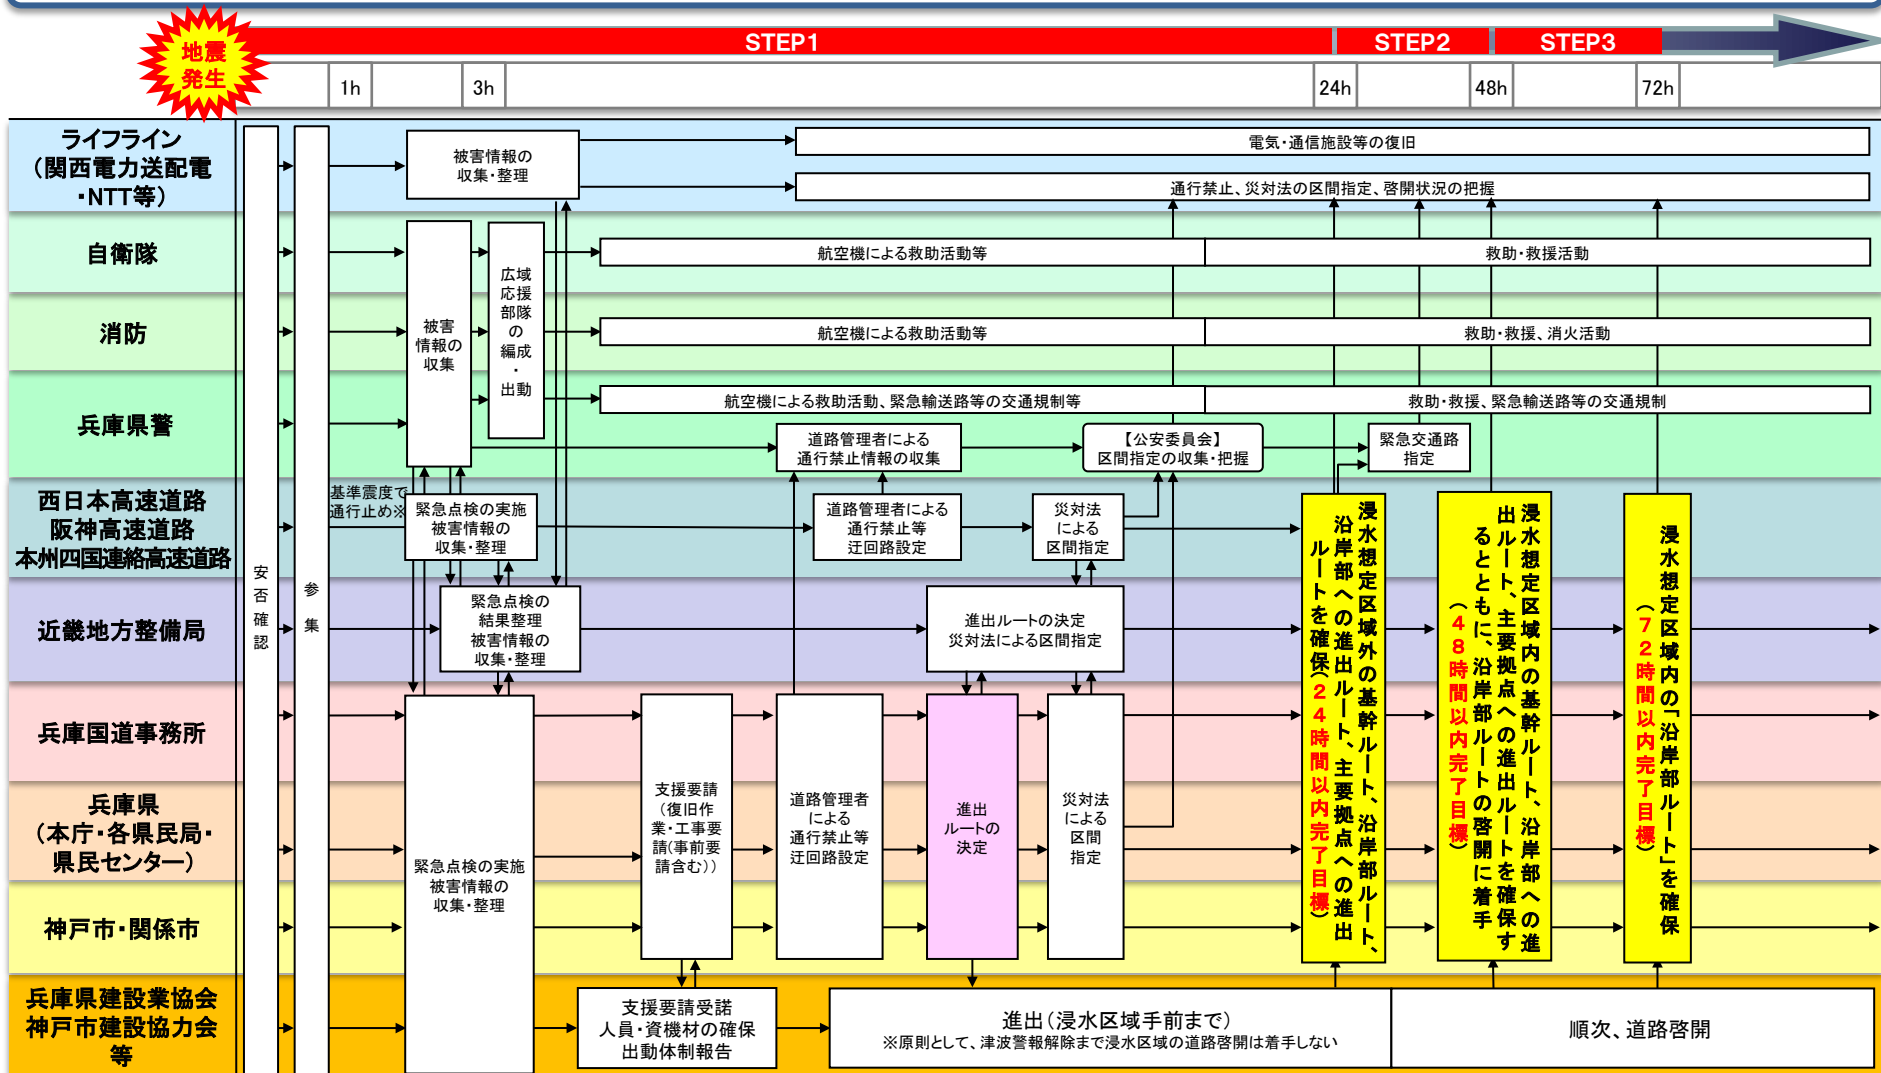 地震
発生
STEP1
STEP2
STEP3
1h
3h
24h
48h
72h
ライフライン
（関西電力送配電
・NTT等）
被害情報の
収集・整理
電気・通信施設等の復旧
通行禁止、災対法の区間指定、啓開状況の把握
安否確認
参集
自衛隊
被害
情報の
収集
広域
応援
部隊
の
編成
・
出動
航空機による救助活動等
救助・救援活動
消防
航空機による救助活動等
救助・救援、消火活動
兵庫県警
航空機による救助活動、緊急輸送路等の交通規制等
救助・救援、緊急輸送路等の交通規制
道路管理者による
通行禁止情報の収集
【公安委員会】
区間指定の収集・把握
緊急交通路
指定
西日本高速道路
阪神高速道路
本州四国連絡高速道路
基準震度で
通行止め※
緊急点検の実施
被害情報の
収集・整理
道路管理者による
通行禁止等
迂回路設定
災対法
による
区間指定
近畿地方整備局
緊急点検の
結果整理
被害情報の
収集・整理
進出ルートの決定
災対法による区間指定
兵庫国道事務所
兵庫県
（本庁・各県民局・
県民センター）
神戸市・関係市
緊急点検の実施
被害情報の
収集・整理
支援要請
（復旧作
業・工事要
請(事前要
請含む)）
道路管理者
による
通行禁止等
迂回路設定
進出
ルートの
決定
災対法
による
区間
指定
浸水想定区域外の基幹ルート、沿岸部ルート、
沿岸部への進出ルート、主要拠点への進出
ルートを確保（24時間以内完了目標）
浸水想定区域内の基幹ルート、沿岸部への進
出ルート、主要拠点への進出ルートを確保す
るとともに、沿岸部ルートの啓開に着手
（48時間以内完了目標）
浸水想定区域内の「沿岸部ルート」を確保
（72時間以内完了目標）
兵庫県建設業協会
神戸市建設協力会
等
支援要請受諾
人員・資機材の確保
出動体制報告
進出（浸水区域手前まで）
※原則として、津波警報解除まで浸水区域の道路啓開は着手しない
順次、道路啓開